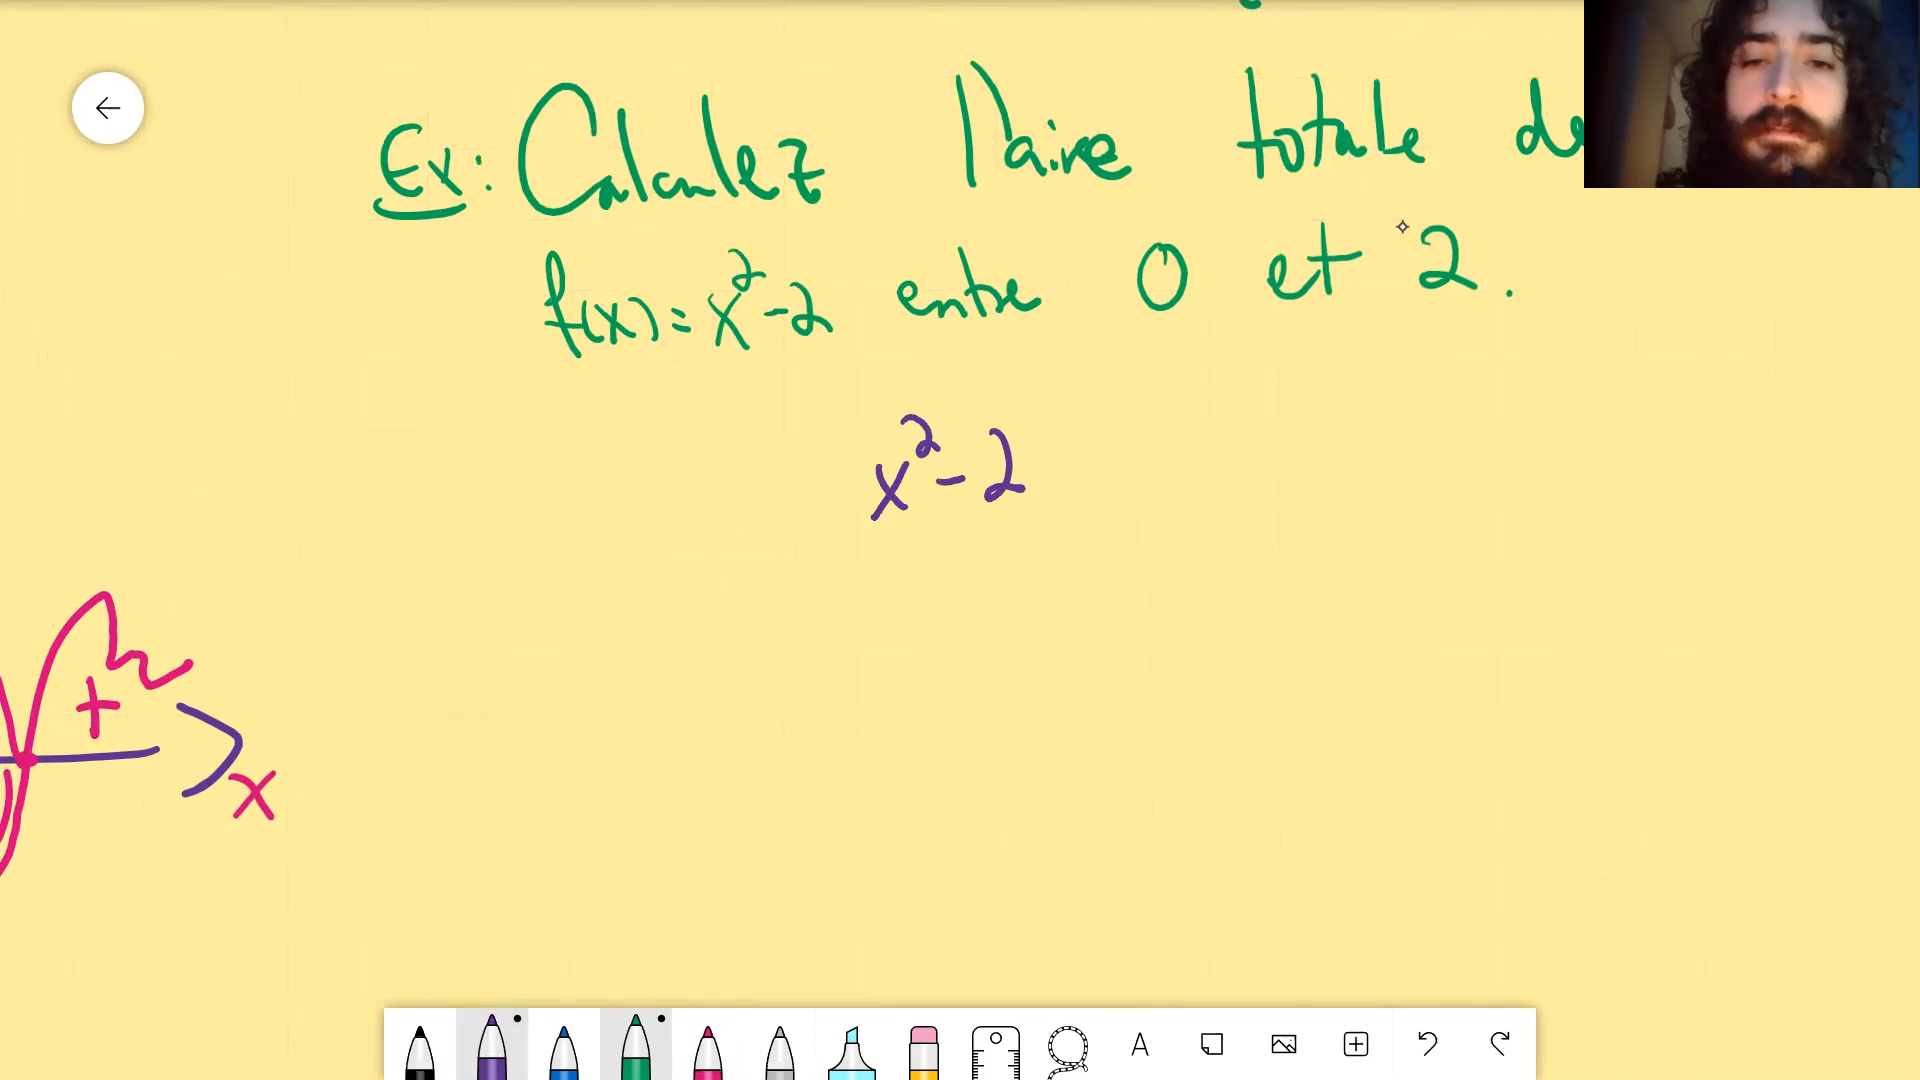 Ex: Calculez l'aire totale de
f(x) = x² - 2 entre 0 et 2.
x² - 2
+
x
A